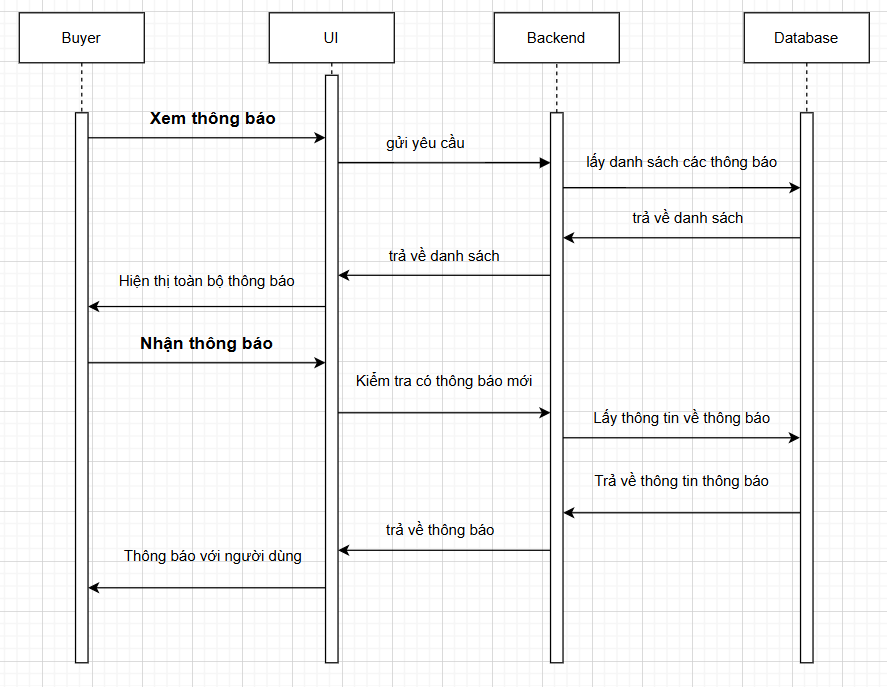 Buyer
UI
Backend
Database
Xem thông báo
gửi yêu cầu
lấy danh sách các thông báo
trả về danh sách
trả về danh sách
Hiện thị toàn bộ thông báo
Nhận thông báo
Kiểm tra có thông báo mới
Lấy thông tin về thông báo
Trả về thông tin thông báo
trả về thông báo
Thông báo với người dùng